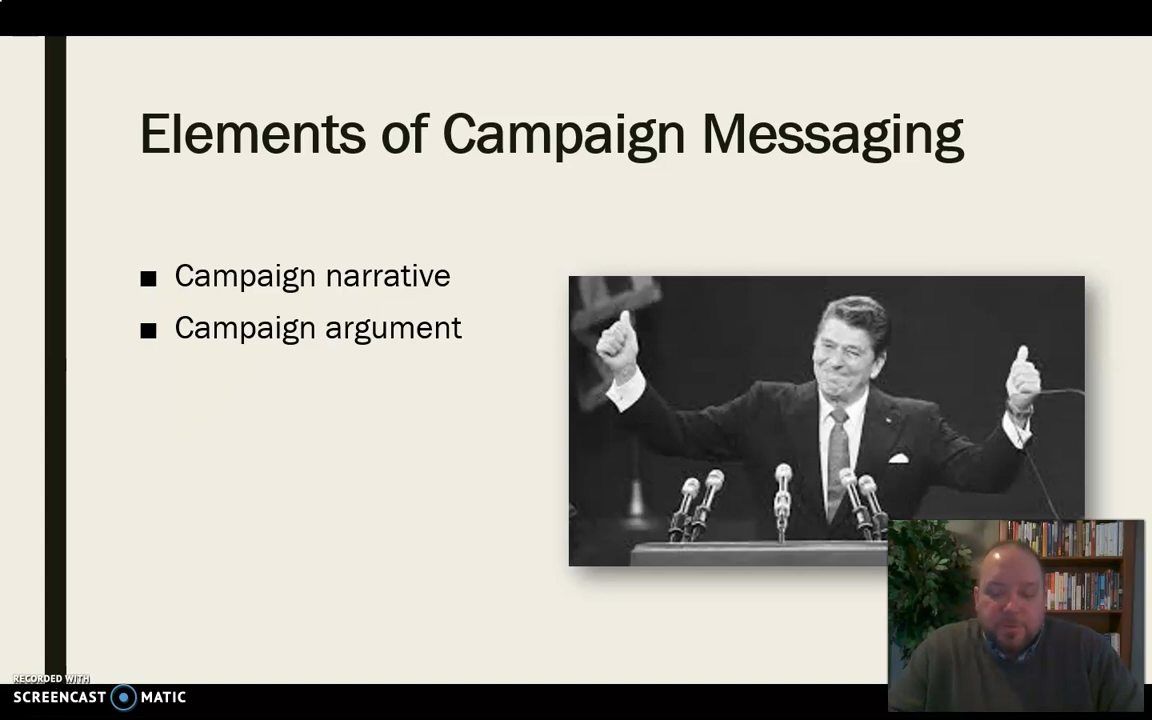 Elements of Campaign Messaging
■ Campaign narrative
■ Campaign argument
RECORDED WITH
SCREENCAST MATIC